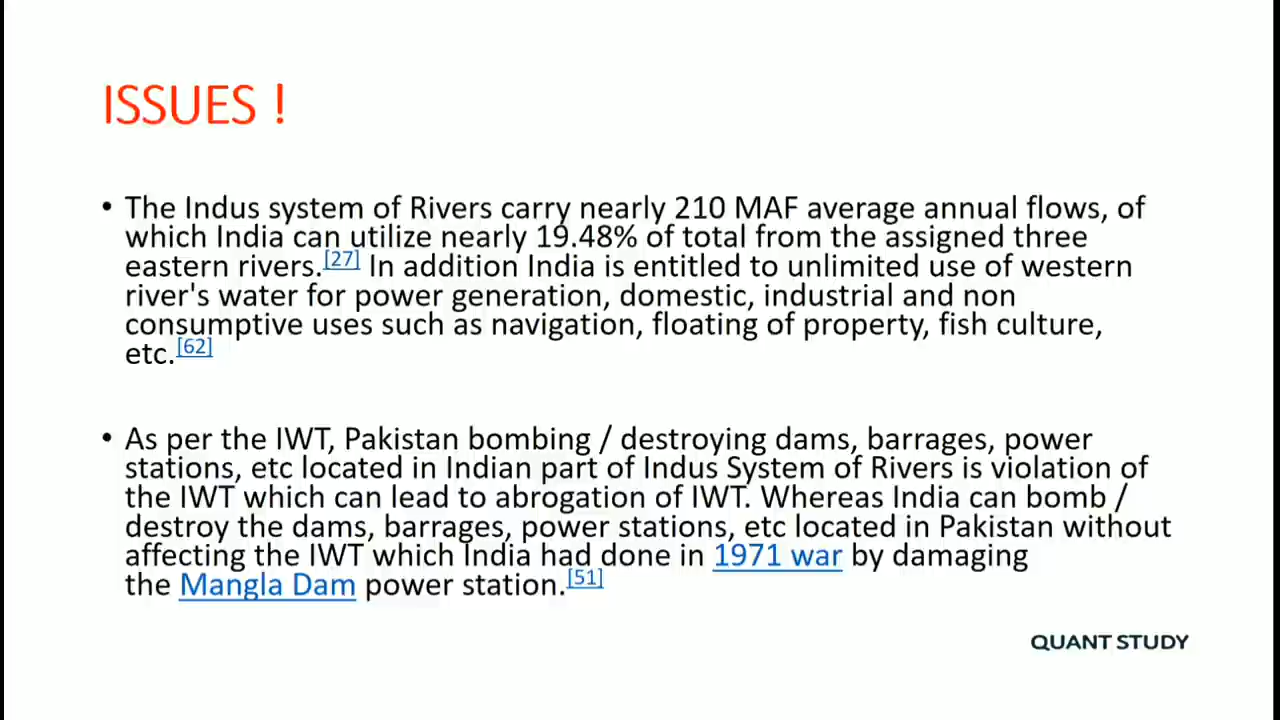 ISSUES !
• The Indus system of Rivers carry nearly 210 MAF average annual flows, of
which India can utilize nearly 19.48% of total from the assigned three
eastern rivers.[27] In addition India is entitled to unlimited use of western
river's water for power generation, domestic, industrial and non
consumptive uses such as navigation, floating of property, fish culture,
etc.[62]
• As per the IWT, Pakistan bombing / destroying dams, barrages, power
stations, etc located in Indian part of Indus System of Rivers is violation of
the IWT which can lead to abrogation of IWT. Whereas India can bomb /
destroy the dams, barrages, power stations, etc located in Pakistan without
affecting the IWT which India had done in 1971 war by damaging
the Mangla Dam power station.[51]
QUANT STUDY